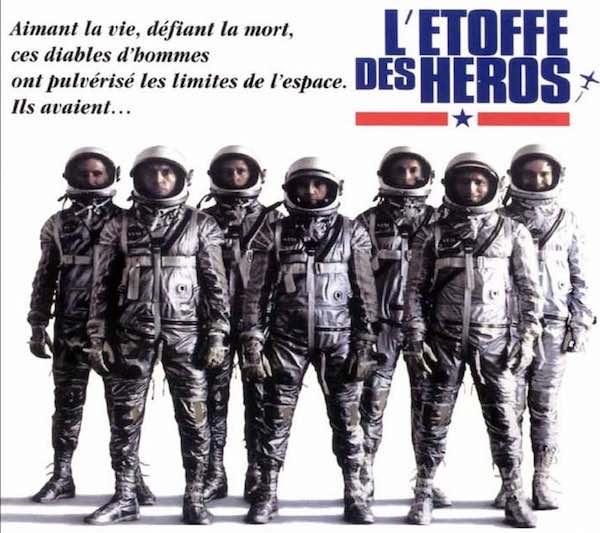 Aimant la vie, défiant la mort,
ces diables d'hommes
ont pulvérisé les limites de l'espace.
Ils avaient...
L'ETOFFE
DES HEROS